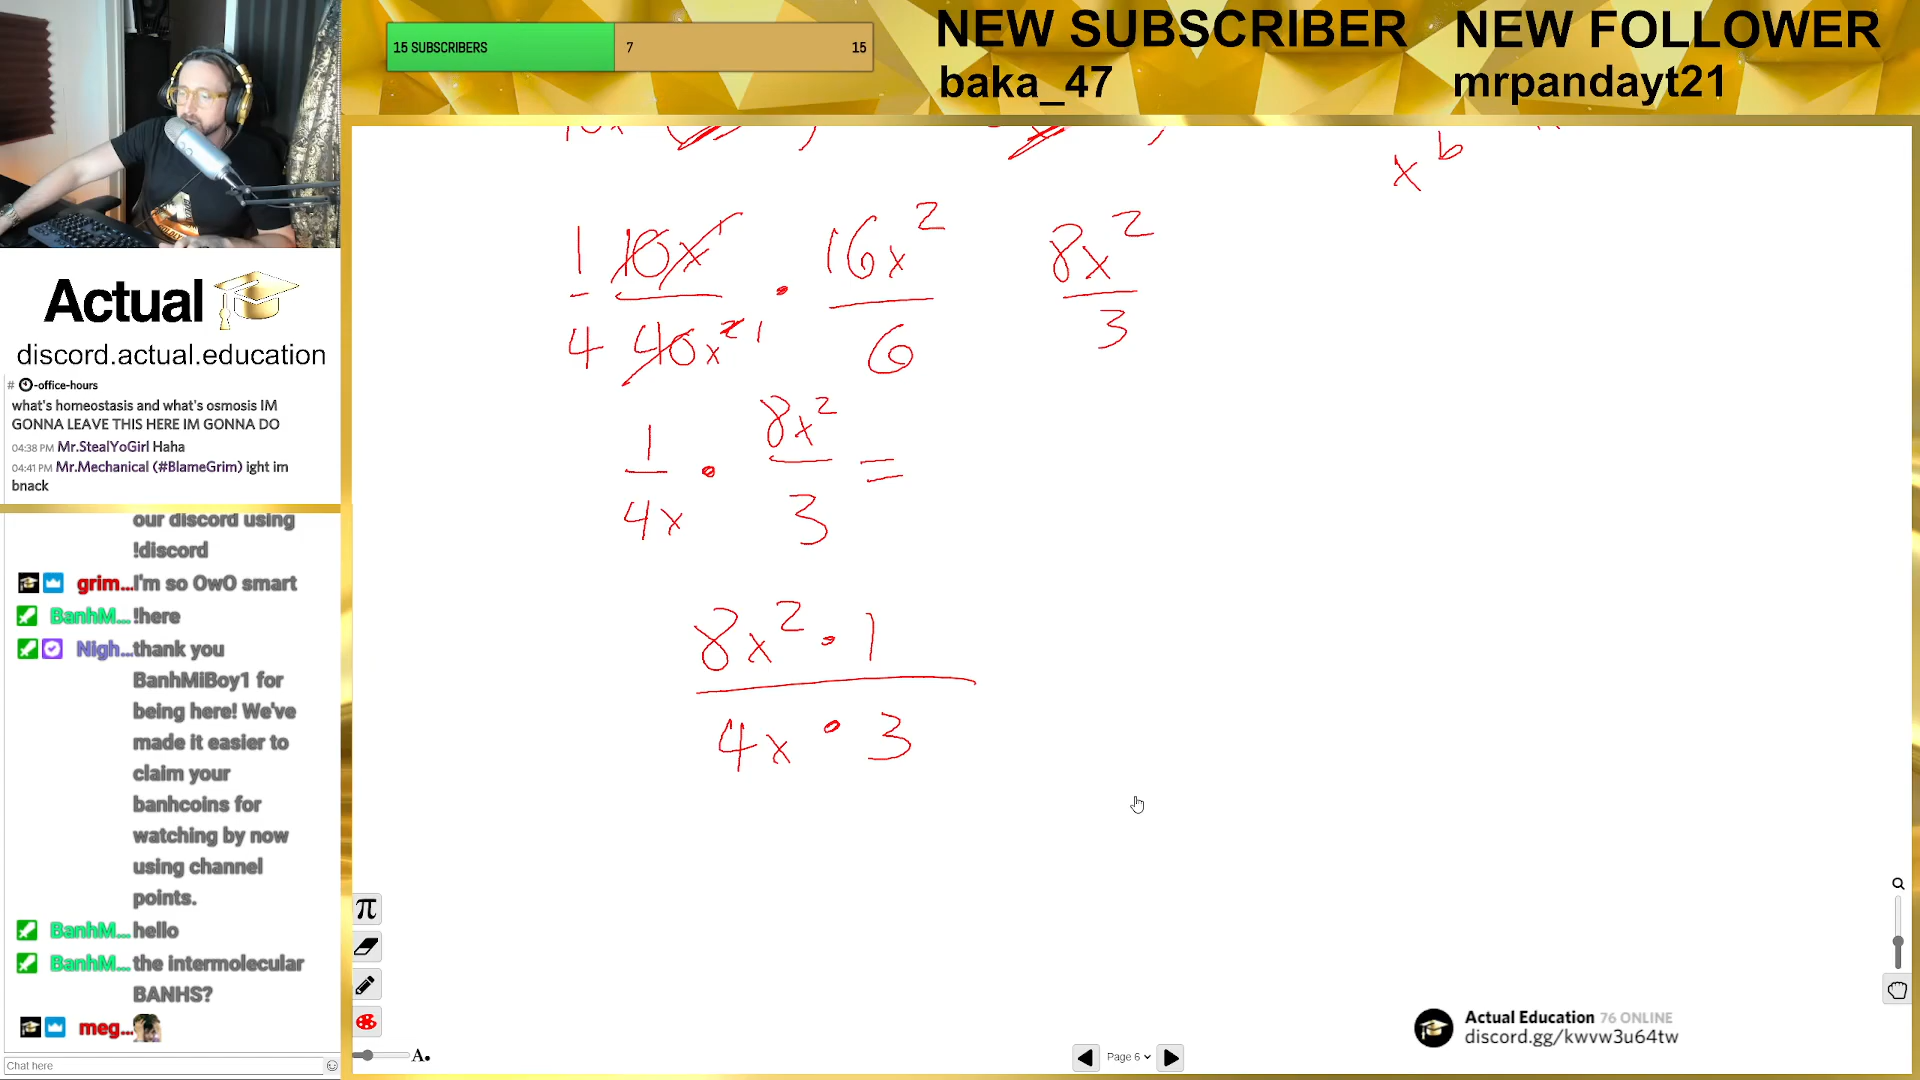 15 SUBSCRIBERS 7 15
NEW SUBSCRIBER
baka_47
NEW FOLLOWER
mrpandayt21
Actual
discord.actual.education
# -office-hours
what's homeostasis and what's osmosis IM
GONNA LEAVE THIS HERE IM GONNA DO
04:38 PM Mr.StealYoGirl Haha
04:41 PM Mr.Mechanical (#BlameGrim) ight im
bnack
our discord using
!discord
grim...I'm so OwO smart
BanhM... !here
Nigh...thank you
BanhMiBoy1 for
being here! We've
made it easier to
claim your
banhcoins for
watching by now
using channel
points.
BanhM... hello
BanhM... the intermolecular
BANHS?
meg...
Chat here
x^b
1/4 10x^1/40x^2 1 · 16x^2/6
8x^2/3
1/4x · 8x^2/3 =
8x^2 · 1
4x · 3
π
A.
Page 6
Actual Education 76 ONLINE
discord.gg/kwvw3u64tw